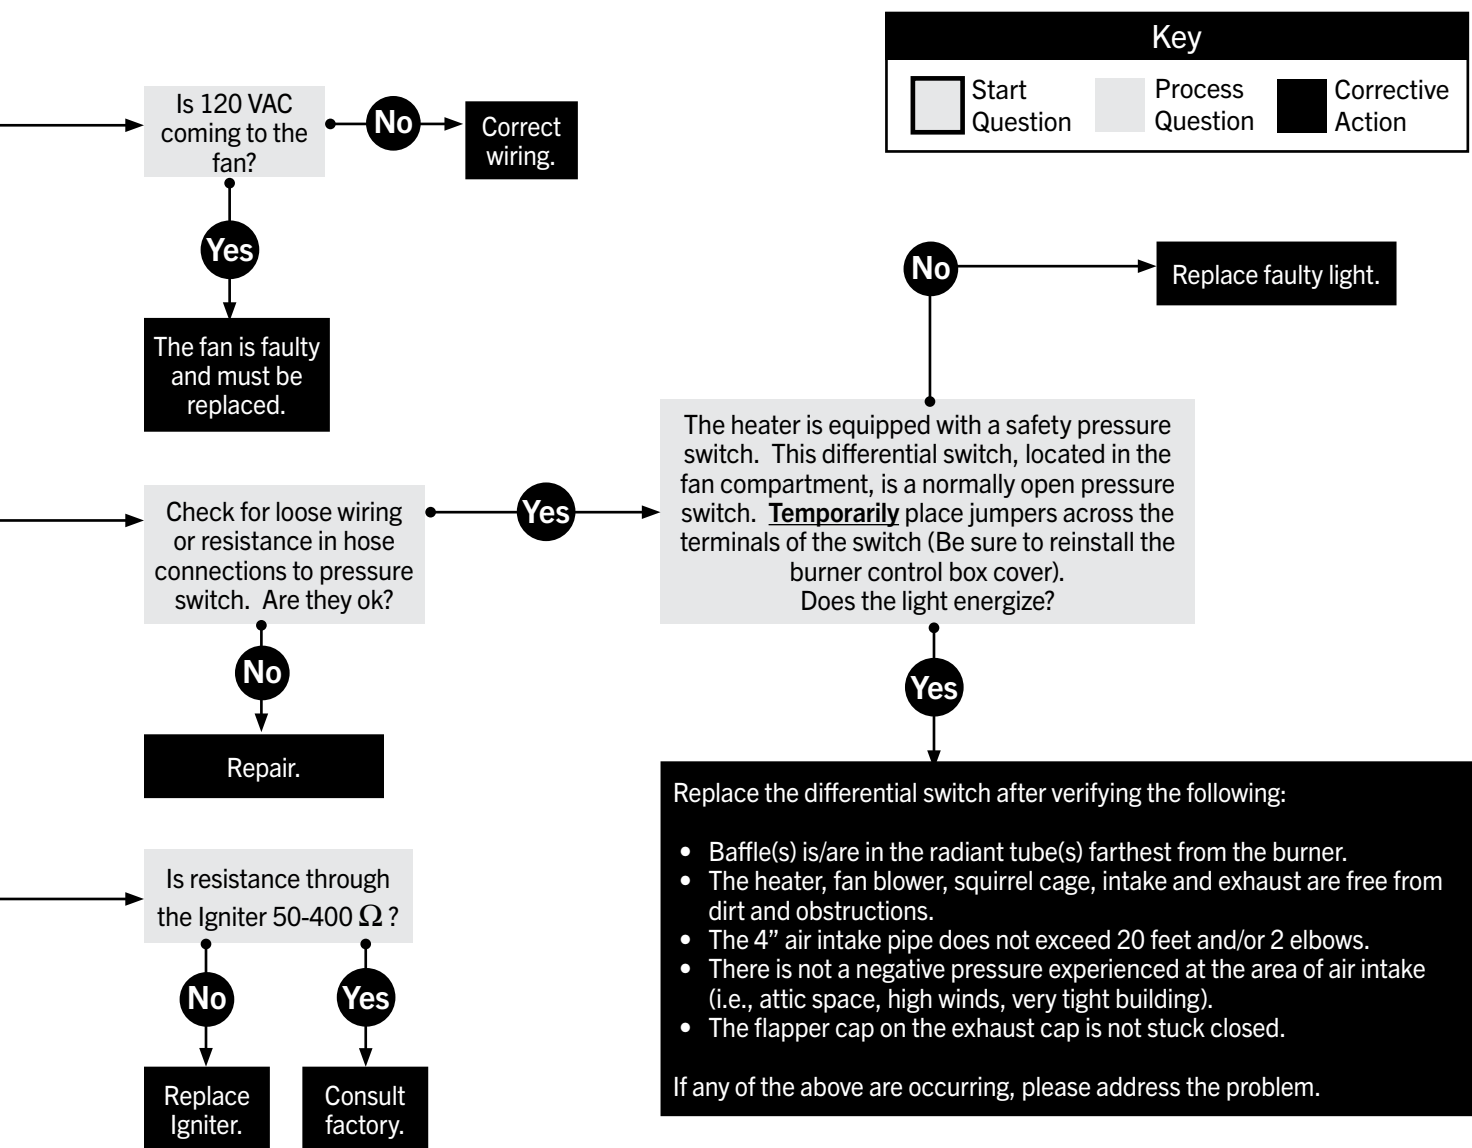 Key
Start
Question
Process
Question
Corrective
Action
Is 120 VAC
coming to the
fan?
No
Correct
wiring.
Yes
The fan is faulty
and must be
replaced.
No
Replace faulty light.
Check for loose wiring
or resistance in hose
connections to pressure
switch.  Are they ok?
Yes
The heater is equipped with a safety pressure
switch.  This differential switch, located in the
fan compartment, is a normally open pressure
switch.  Temporarily place jumpers across the
terminals of the switch (Be sure to reinstall the
burner control box cover).
Does the light energize?
No
Repair.
Yes
Replace the differential switch after verifying the following:
• Baffle(s) is/are in the radiant tube(s) farthest from the burner.
• The heater, fan blower, squirrel cage, intake and exhaust are free from
dirt and obstructions.
• The 4” air intake pipe does not exceed 20 feet and/or 2 elbows.
• There is not a negative pressure experienced at the area of air intake
(i.e., attic space, high winds, very tight building).
• The flapper cap on the exhaust cap is not stuck closed.
If any of the above are occurring, please address the problem.
Is resistance through
the Igniter 50-400 Ω ?
No
Yes
Replace
Igniter.
Consult
factory.